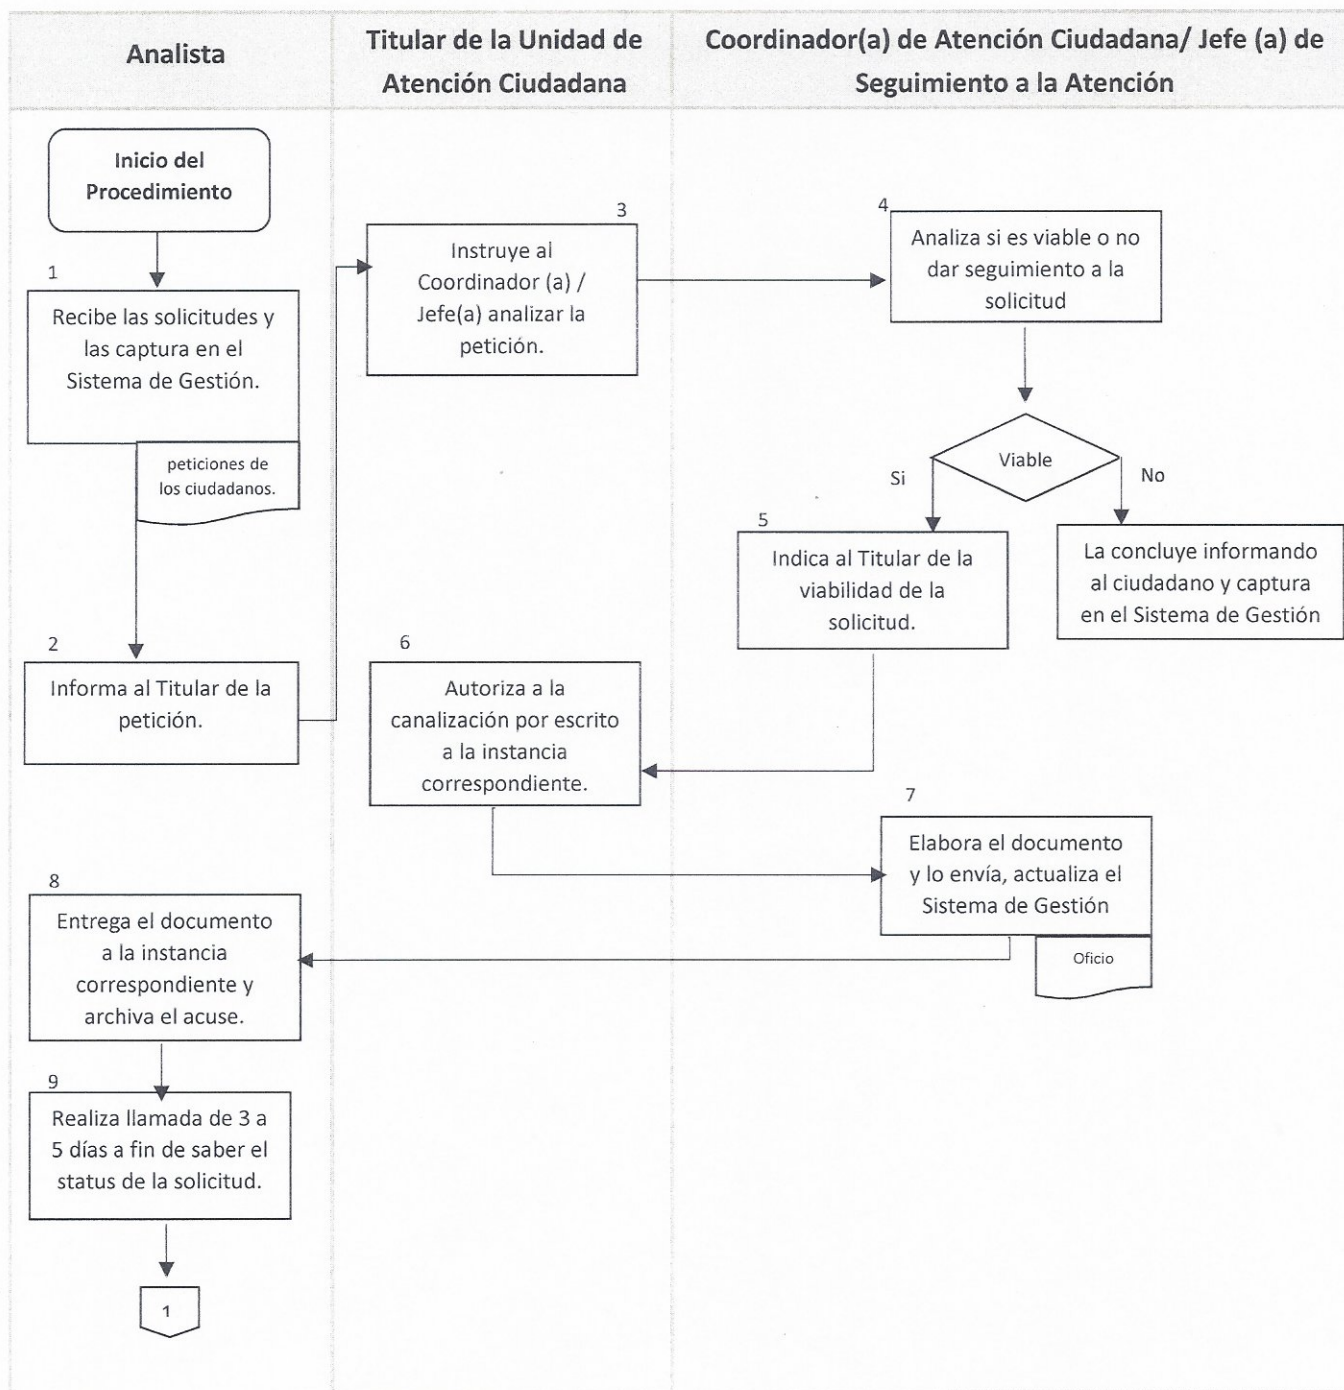 Analista
Titular de la Unidad de
Atención Ciudadana
Coordinador(a) de Atención Ciudadana/ Jefe (a) de
Seguimiento a la Atención
Inicio del
Procedimiento
1
Recibe las solicitudes y
las captura en el
Sistema de Gestión.
peticiones de
los ciudadanos.
2
Informa al Titular de la
petición.
3
Instruye al
Coordinador (a) /
Jefe(a) analizar la
petición.
4
Analiza si es viable o no
dar seguimiento a la
solicitud
Viable
Si
No
5
Indica al Titular de la
viabilidad de la
solicitud.
La concluye informando
al ciudadano y captura
en el Sistema de Gestión
6
Autoriza a la
canalización por escrito
a la instancia
correspondiente.
7
Elabora el documento
y lo envía, actualiza el
Sistema de Gestión
Oficio
8
Entrega el documento
a la instancia
correspondiente y
archiva el acuse.
9
Realiza llamada de 3 a
5 días a fin de saber el
status de la solicitud.
1